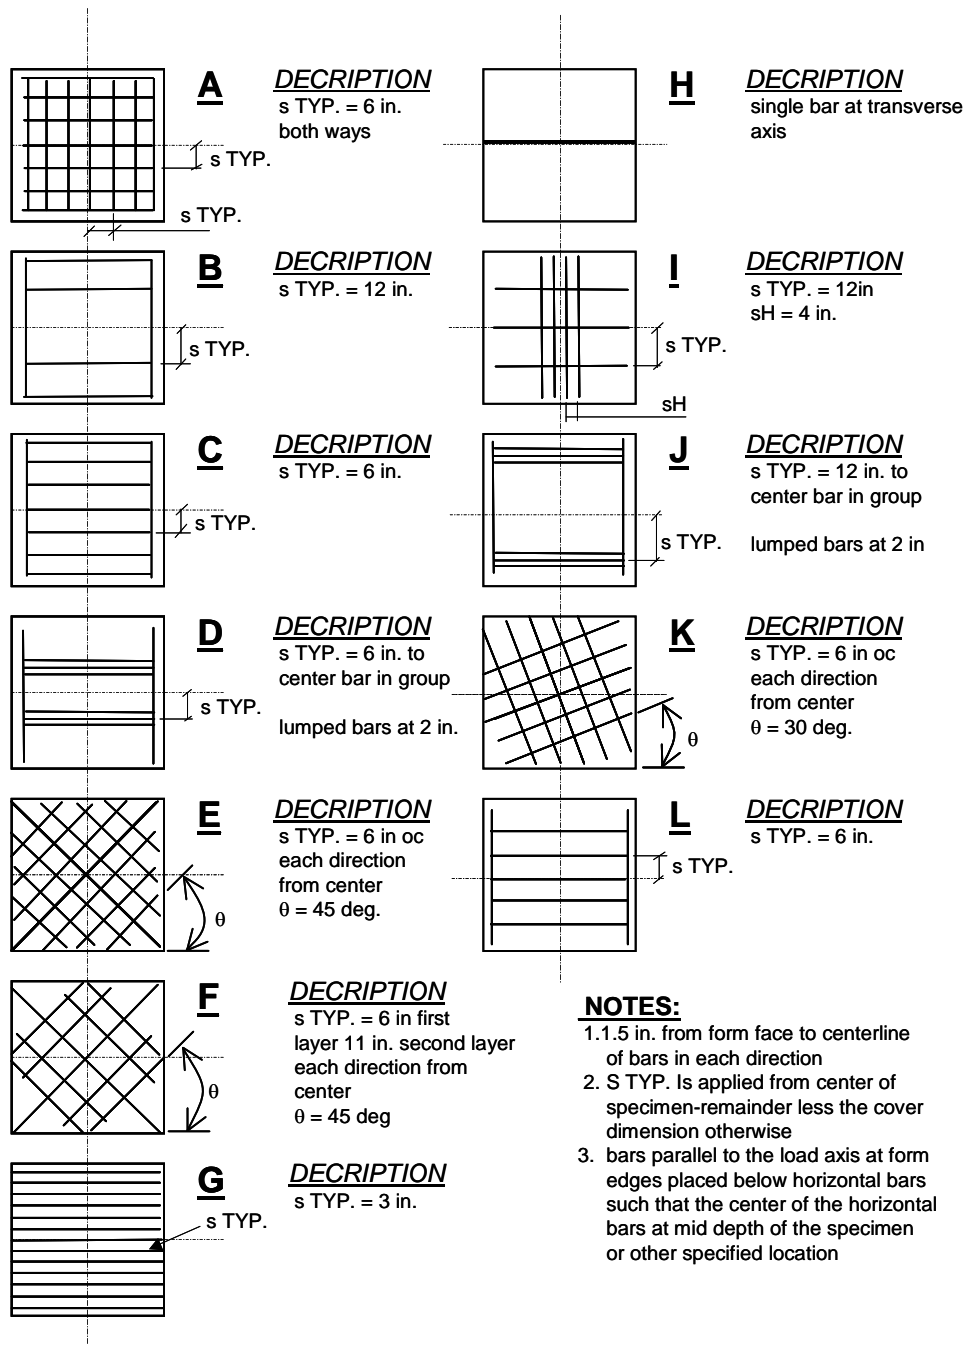 A
DECRIPTION
s TYP. = 6 in.
both ways
s TYP.
s TYP.
B
DECRIPTION
s TYP. = 12 in.
s TYP.
C
DECRIPTION
s TYP. = 6 in.
s TYP.
D
DECRIPTION
s TYP. = 6 in. to
center bar in group
s TYP.
lumped bars at 2 in.
E
DECRIPTION
s TYP. = 6 in oc
each direction
from center
θ = 45 deg.
θ
F
DECRIPTION
s TYP. = 6 in first
layer 11 in. second layer
each direction from
center
θ = 45 deg
θ
G
DECRIPTION
s TYP. = 3 in.
s TYP.
H
DECRIPTION
single bar at transverse
axis
I
DECRIPTION
s TYP. = 12in
sH = 4 in.
s TYP.
sH
J
DECRIPTION
s TYP. = 12 in. to
center bar in group
s TYP.
lumped bars at 2 in
K
DECRIPTION
s TYP. = 6 in oc
each direction
from center
θ = 30 deg.
θ
L
DECRIPTION
s TYP. = 6 in.
s TYP.
NOTES:
1.1.5 in. from form face to centerline
of bars in each direction
2. S TYP. Is applied from center of
specimen-remainder less the cover
dimension otherwise
3. bars parallel to the load axis at form
edges placed below horizontal bars
such that the center of the horizontal
bars at mid depth of the specimen
or other specified location